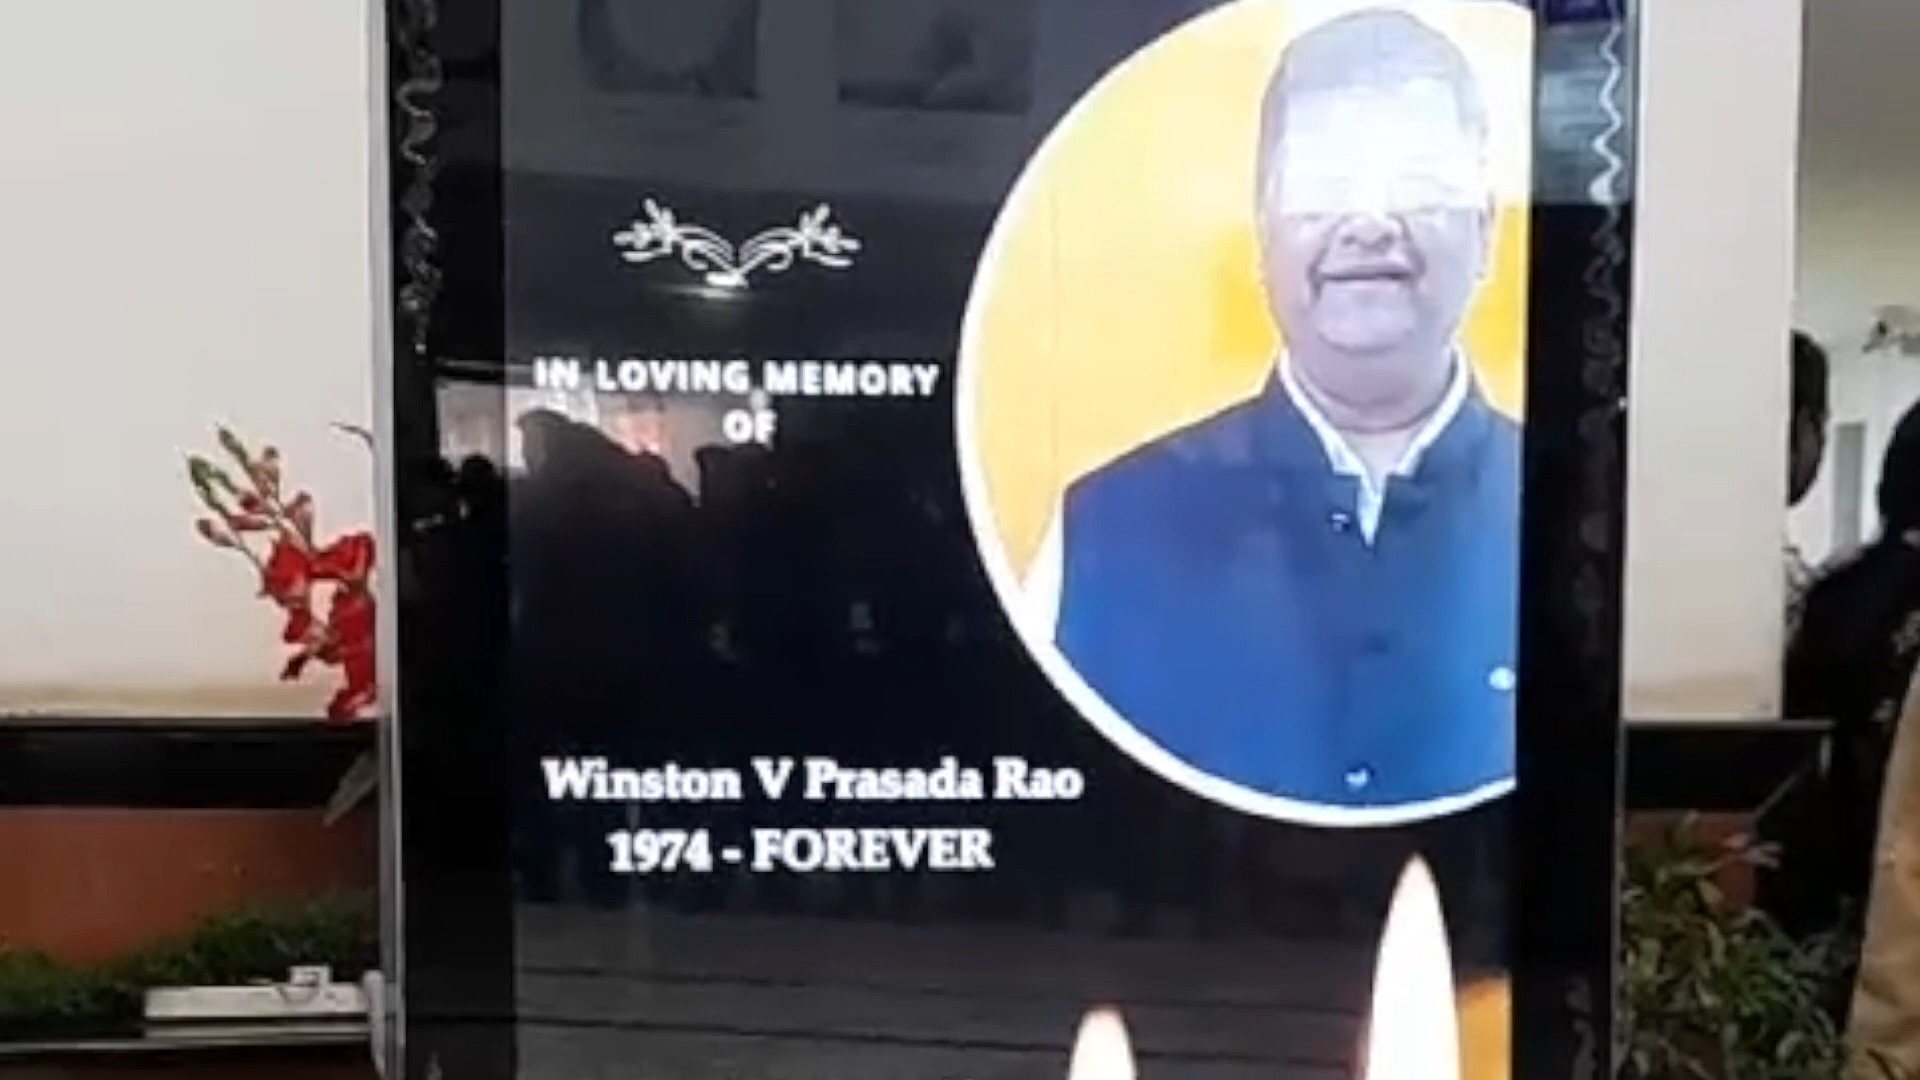 IN LOVING MEMORY
OF
Winston V Prasada Rao
1974 - FOREVER